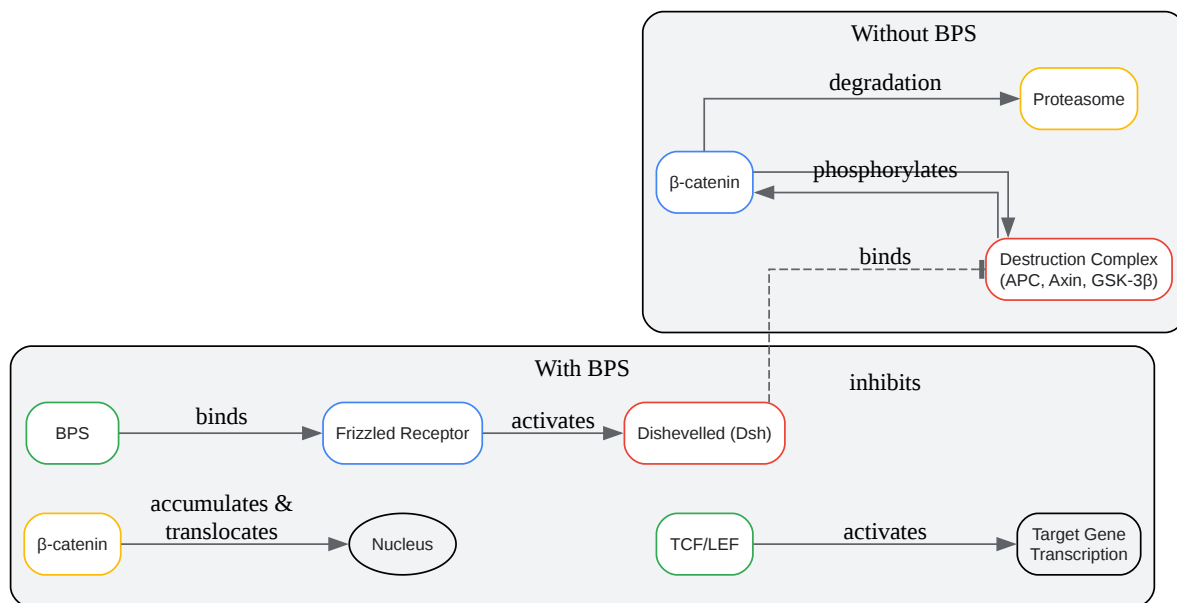 Without BPS
degradation
Proteasome
β-catenin
phosphorylates
binds
Destruction Complex
(APC, Axin, GSK-3β)
With BPS
inhibits
BPS
binds
Frizzled Receptor
activates
Dishevelled (Dsh)
β-catenin
accumulates &
translocates
Nucleus
TCF/LEF
activates
Target Gene
Transcription